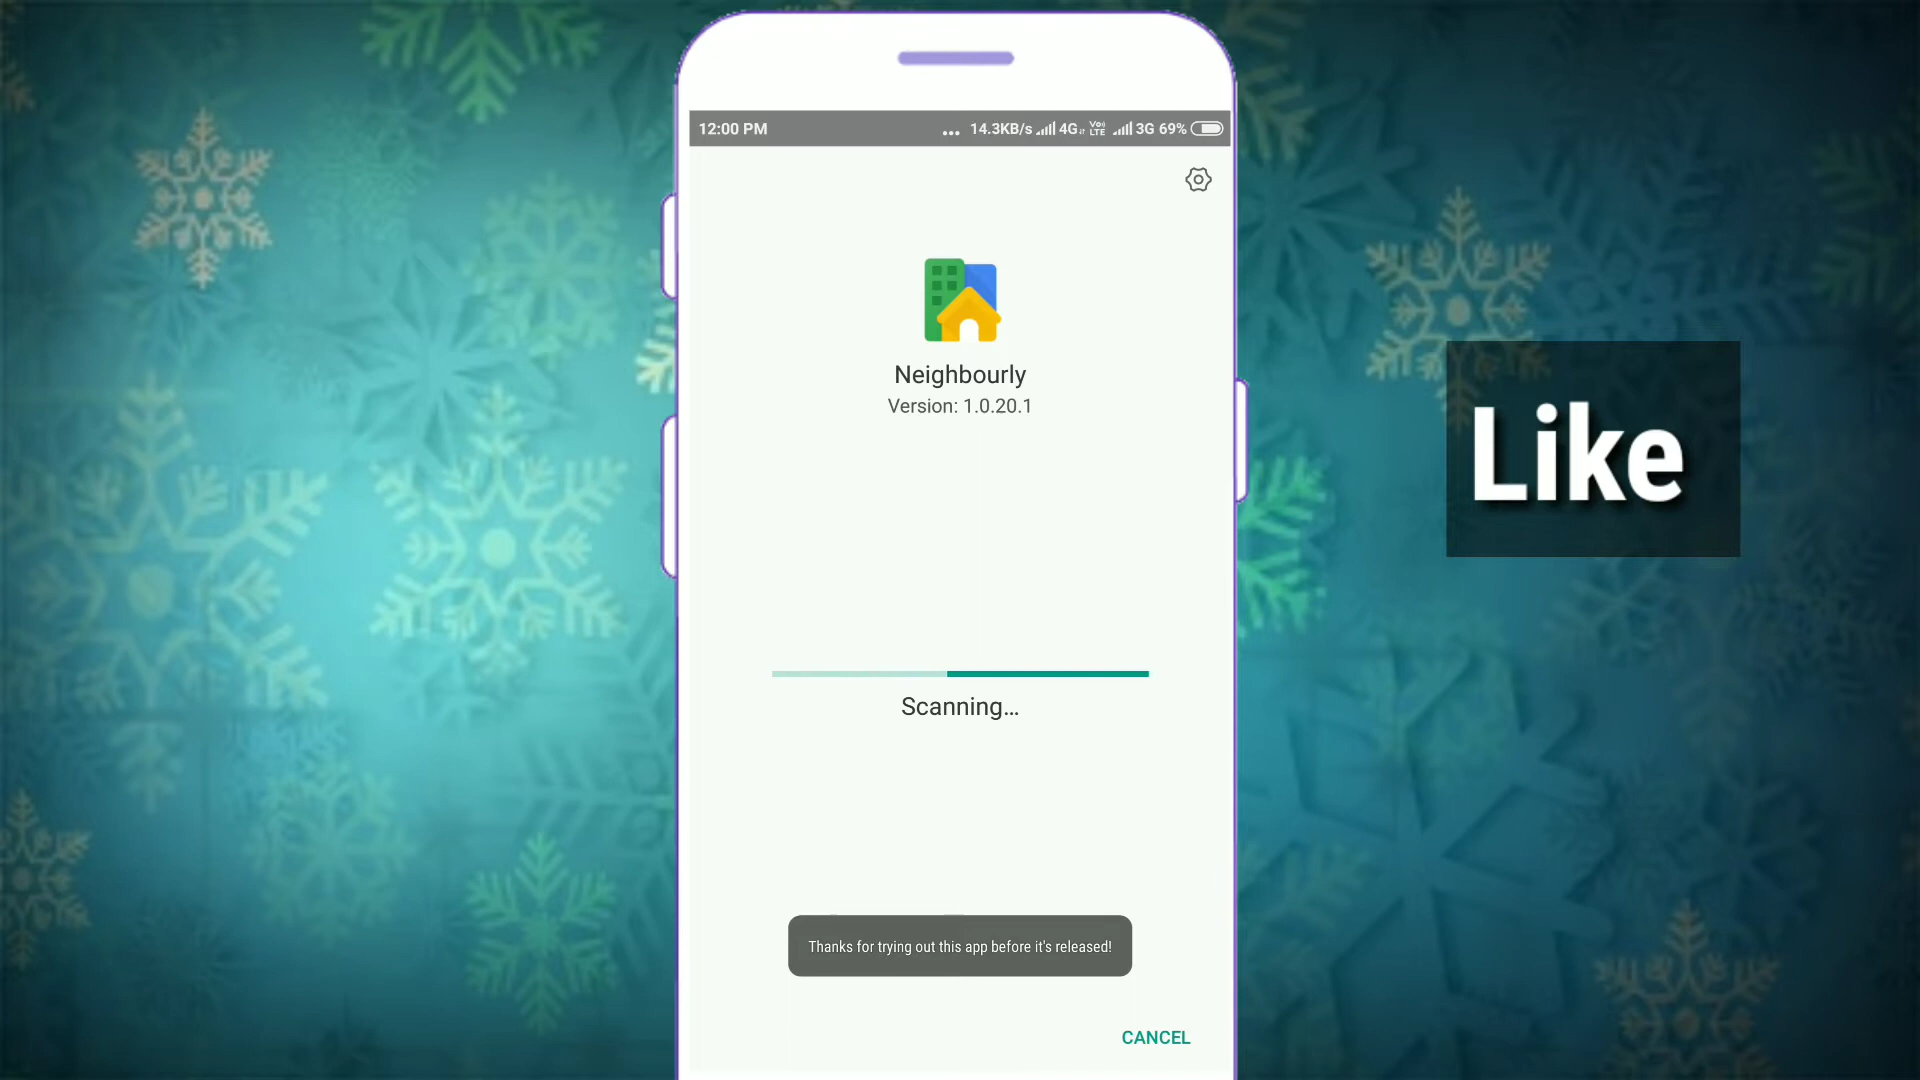 12:00 PM
... 14.3KB/s 4G VoLTE 3G 69%
Neighbourly
Version: 1.0.20.1
Like
Scanning...
Thanks for trying out this app before it's released!
CANCEL